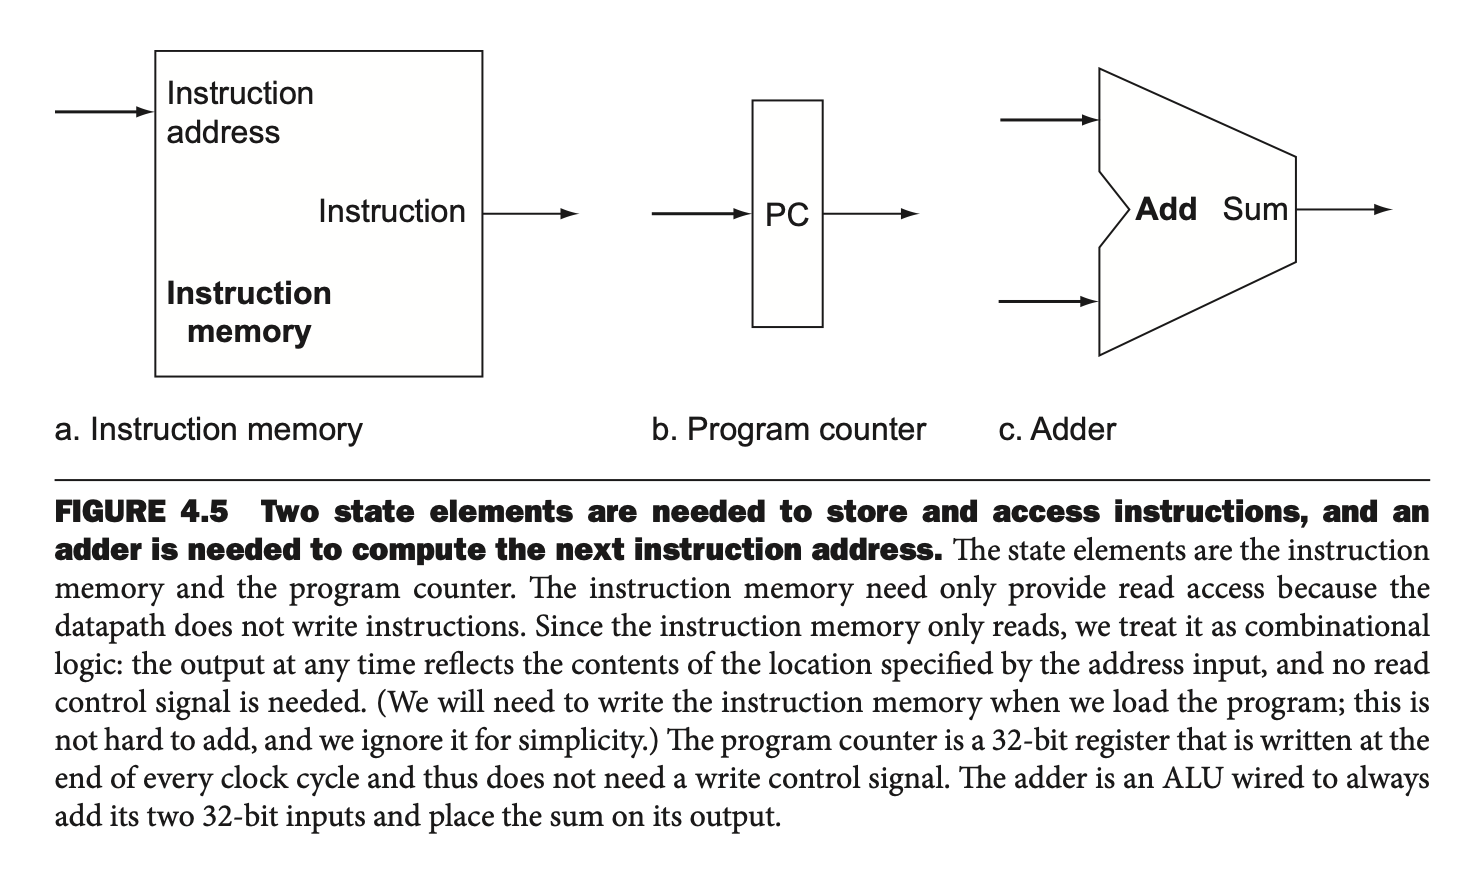 Instruction
address
Instruction
Instruction
memory
PC
Add Sum
a. Instruction memory
b. Program counter
c. Adder
FIGURE 4.5 Two state elements are needed to store and access instructions, and an
adder is needed to compute the next instruction address. The state elements are the instruction
memory and the program counter. The instruction memory need only provide read access because the
datapath does not write instructions. Since the instruction memory only reads, we treat it as combinational
logic: the output at any time reflects the contents of the location specified by the address input, and no read
control signal is needed. (We will need to write the instruction memory when we load the program; this is
not hard to add, and we ignore it for simplicity.) The program counter is a 32-bit register that is written at the
end of every clock cycle and thus does not need a write control signal. The adder is an ALU wired to always
add its two 32-bit inputs and place the sum on its output.